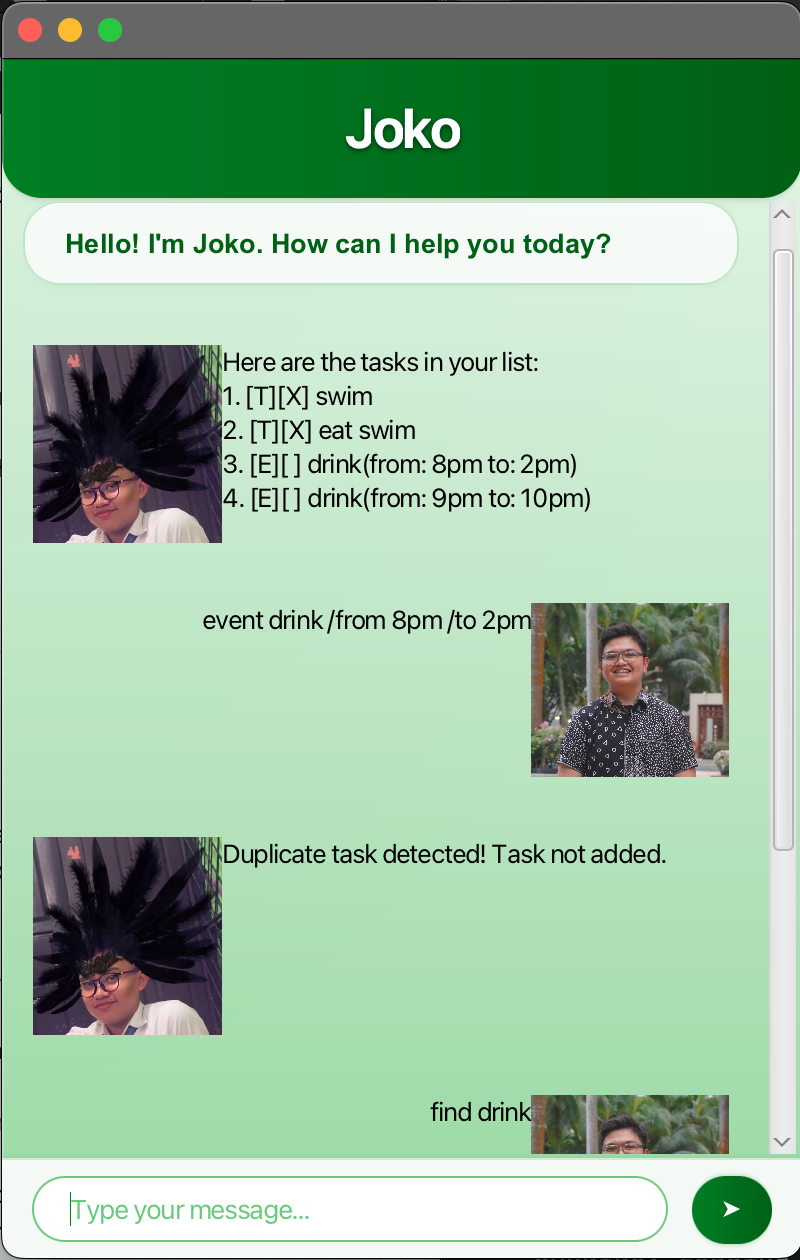 Joko
Hello! I'm Joko. How can I help you today?
Here are the tasks in your list:
1. [T][X] swim
2. [T][X] eat swim
3. [E][ ] drink(from: 8pm to: 2pm)
4. [E][ ] drink(from: 9pm to: 10pm)
event drink /from 8pm /to 2pm
Duplicate task detected! Task not added.
find drink
Type your message...